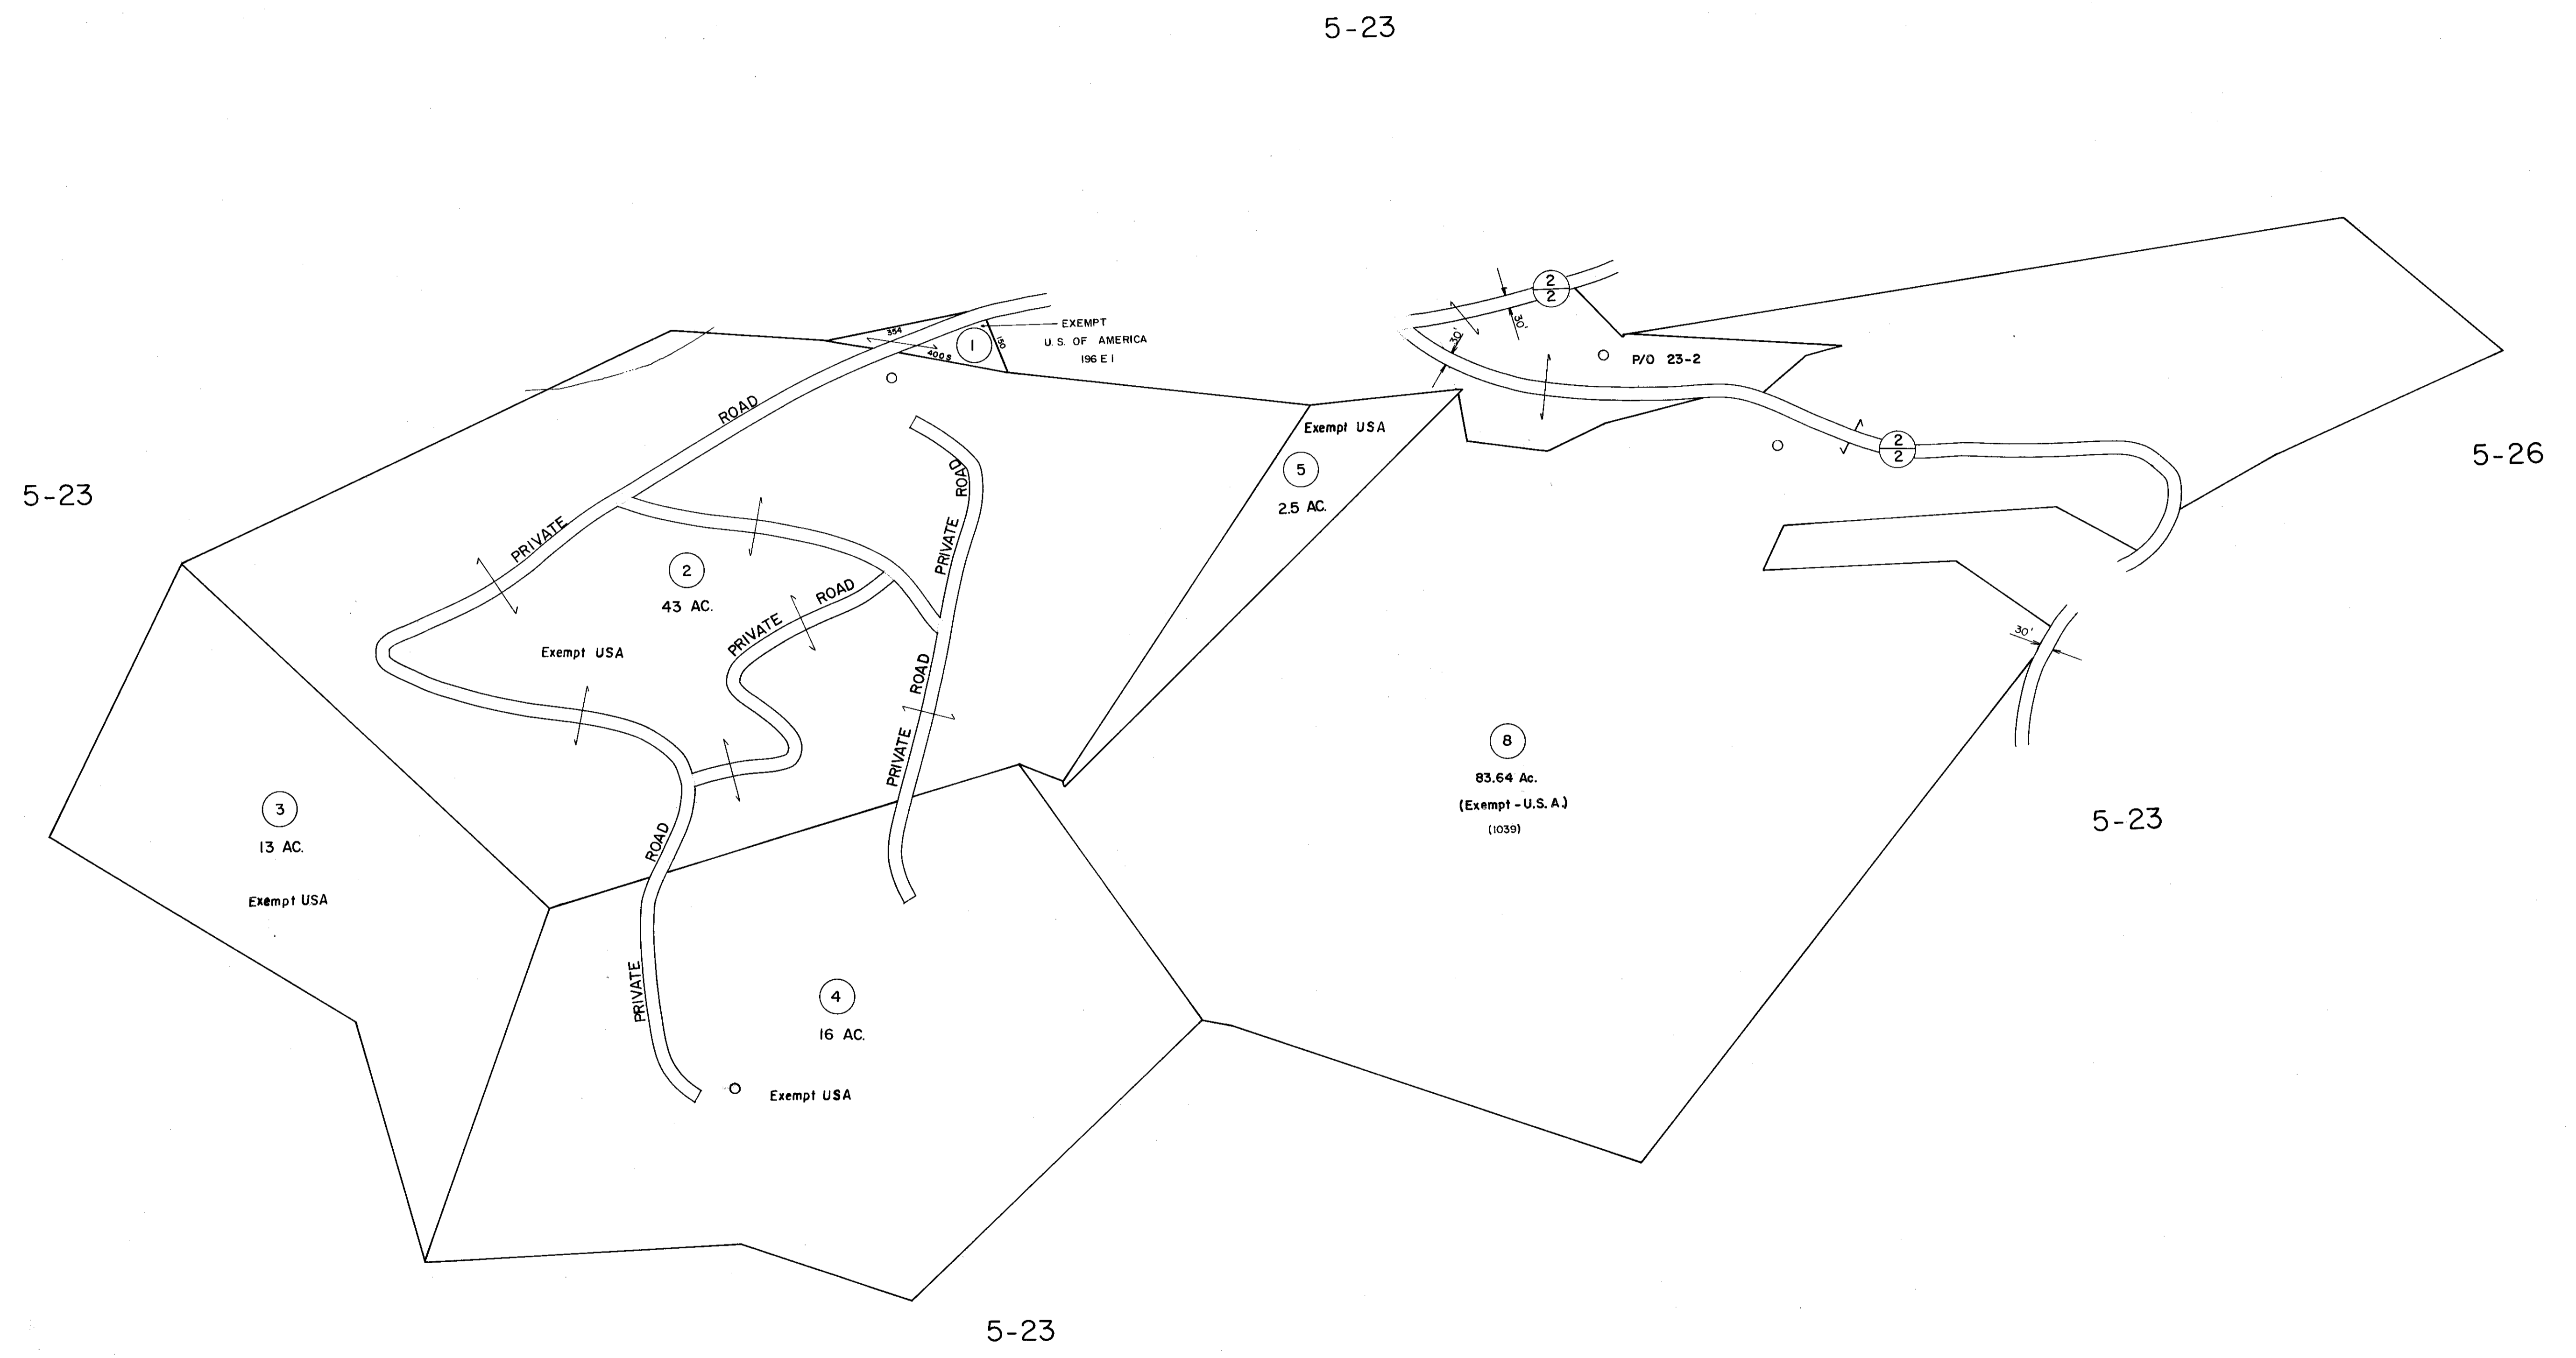 5-23
2
2
30'
30'
354
400 S
1
150
EXEMPT
U. S. OF AMERICA
196 E 1
P/O 23-2
ROAD
Exempt USA
5
2.5 AC.
2
2
5-26
5-23
PRIVATE
ROAD
PRIVATE
2
43 AC.
PRIVATE ROAD
Exempt USA
30'
PRIVATE ROAD
8
83.64 Ac.
(Exempt - U.S. A.)
(1039)
5-23
3
13 AC.
Exempt USA
ROAD
PRIVATE
4
16 AC.
Exempt USA
5-23